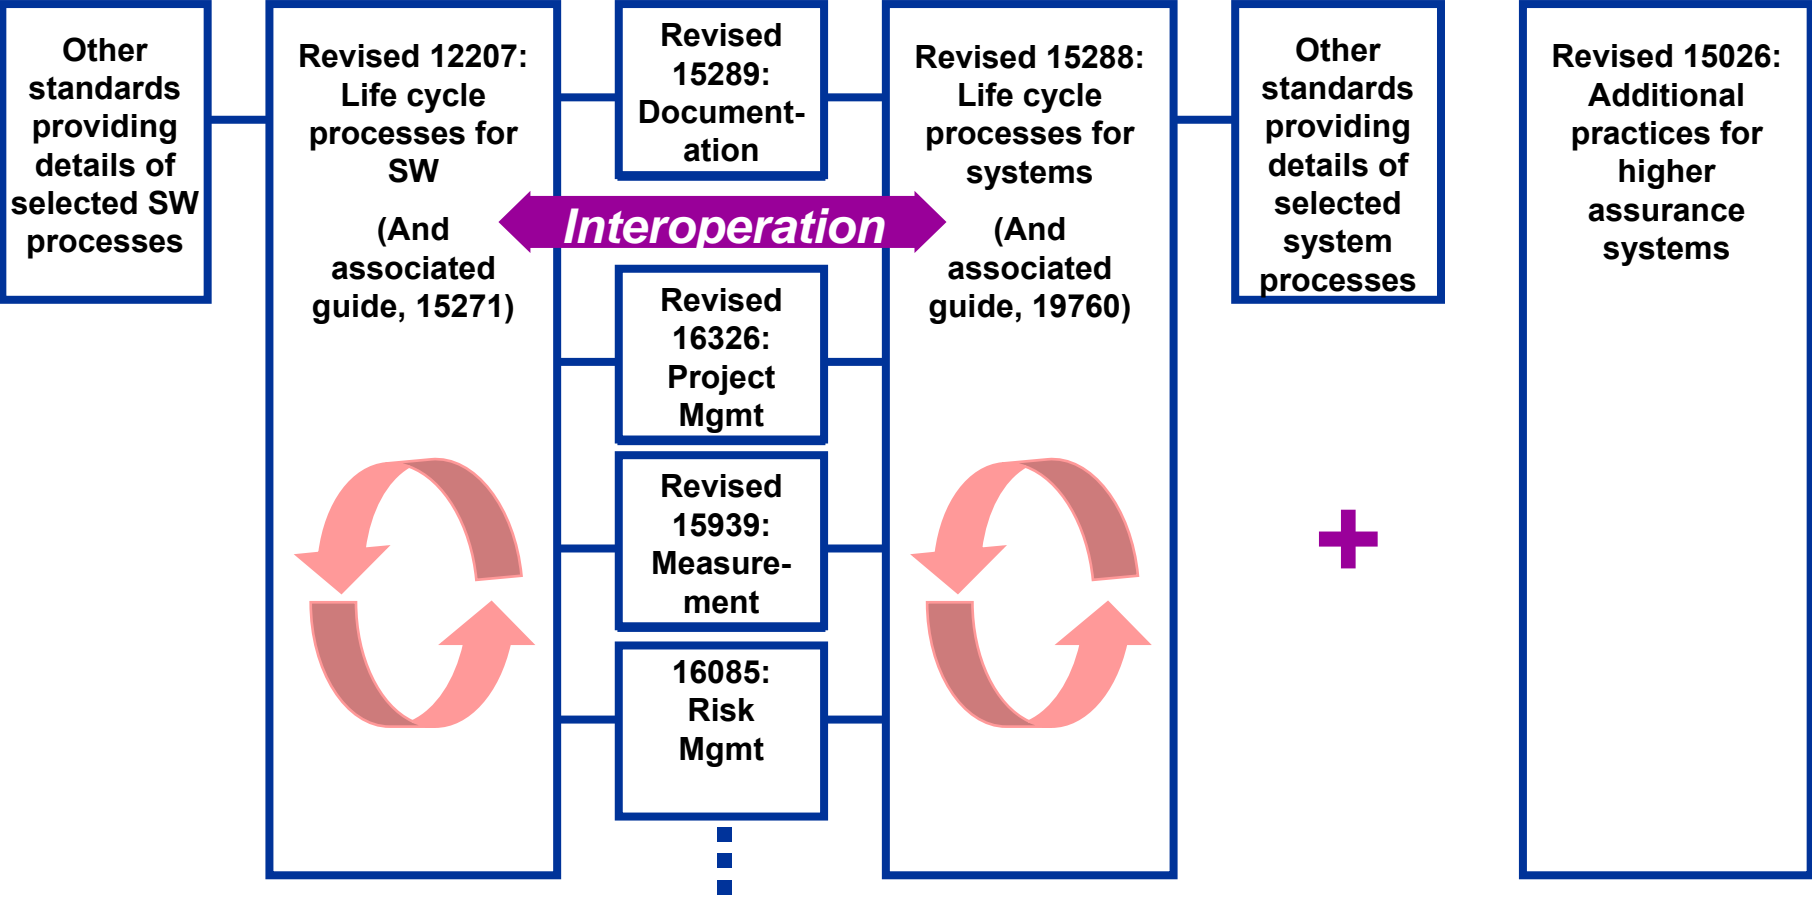 Other
standards
providing
details of
selected SW
processes
Revised 12207:
Life cycle
processes for
SW
(And
associated
guide, 15271)
Revised
15289:
Document-
ation
Interoperation
Revised
16326:
Project
Mgmt
Revised
15939:
Measure-
ment
16085:
Risk
Mgmt
Revised 15288:
Life cycle
processes for
systems
(And
associated
guide, 19760)
Other
standards
providing
details of
selected
system
processes
+
Revised 15026:
Additional
practices for
higher
assurance
systems